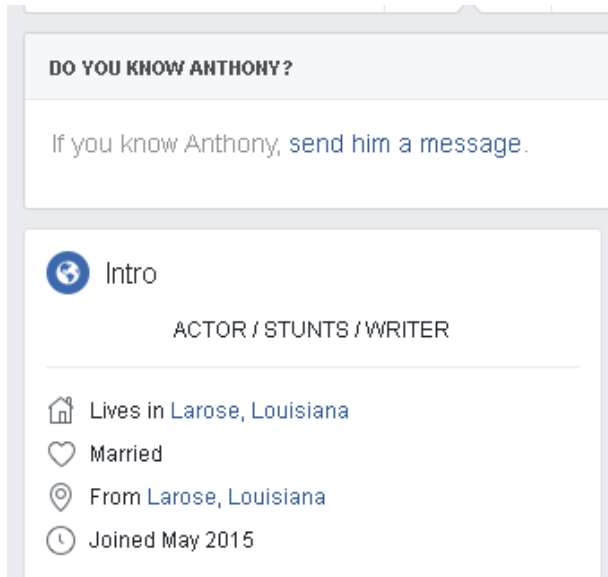 DO YOU KNOW ANTHONY?
If you know Anthony, send him a message.
Intro
ACTOR / STUNTS / WRITER
Lives in Larose, Louisiana
Married
From Larose, Louisiana
Joined May 2015